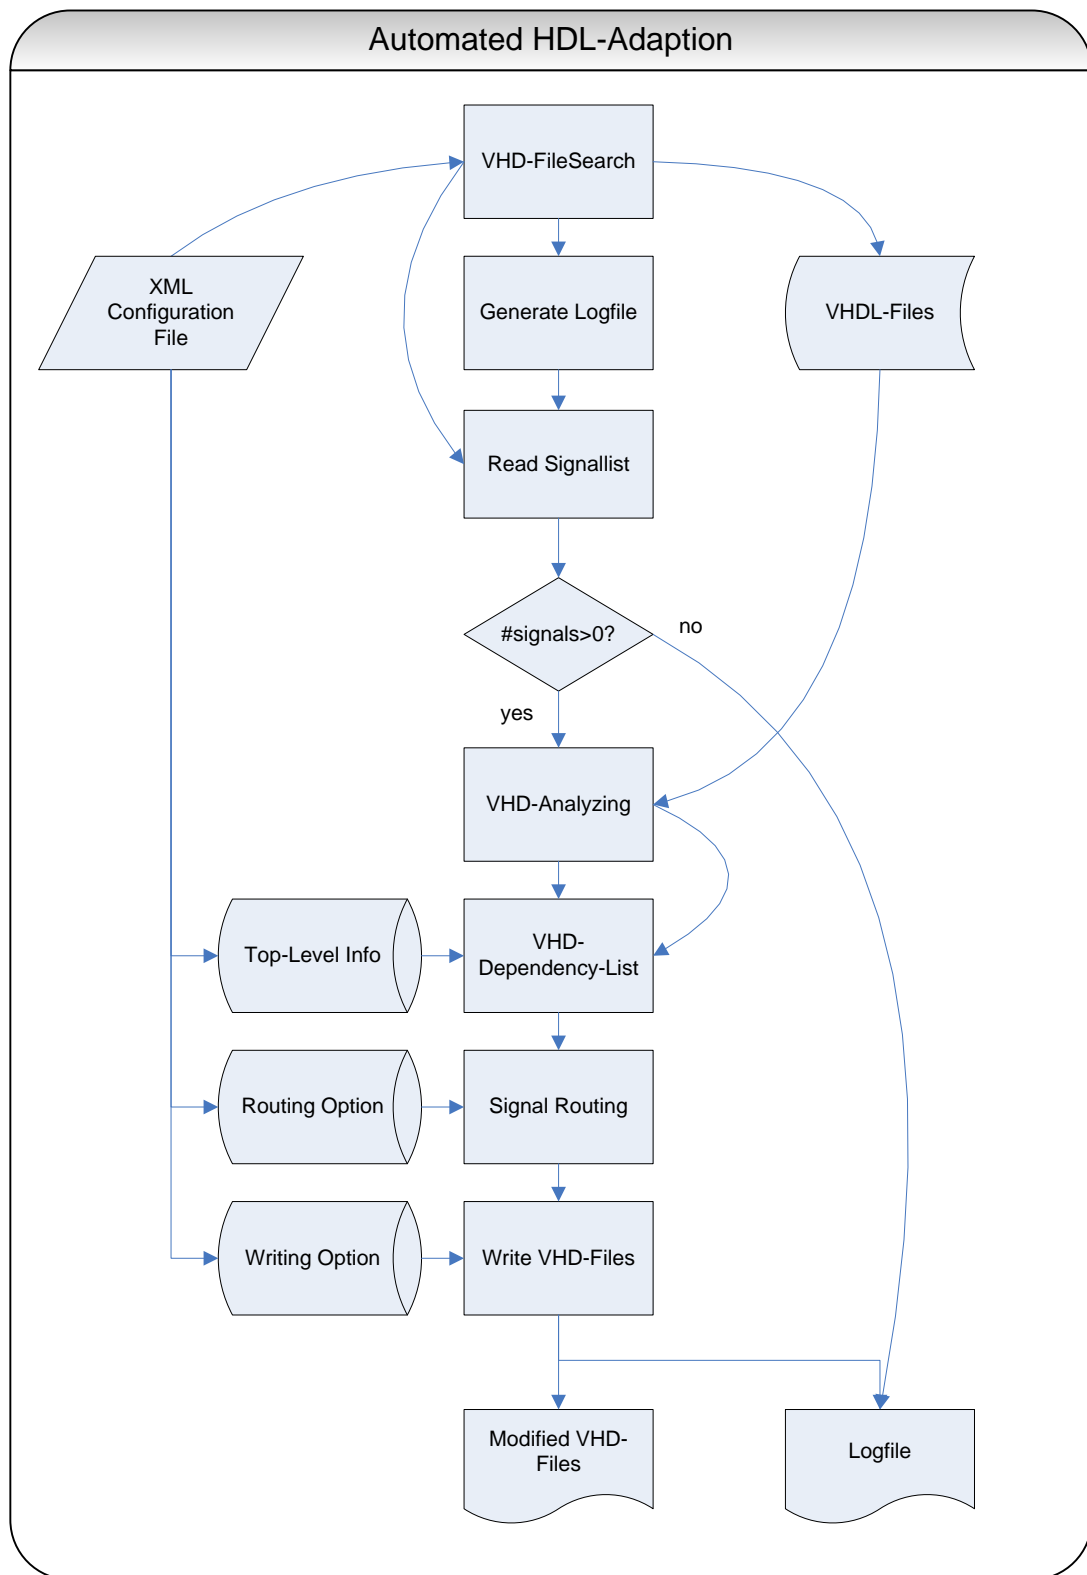 Automated HDL-Adaption
VHD-FileSearch
XML
Configuration
File
Generate Logfile
VHDL-Files
Read Signallist
#signals>0?
no
yes
VHD-Analyzing
Top-Level Info
VHD-
Dependency-List
Routing Option
Signal Routing
Writing Option
Write VHD-Files
Modified VHD-
Files
Logfile